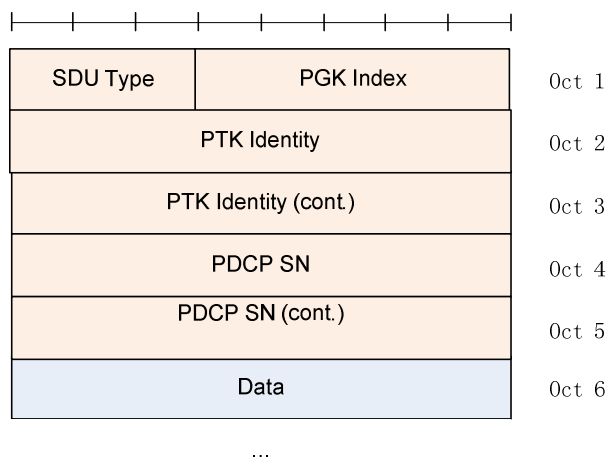 SDU Type PGK Index Oct 1
PTK Identity Oct 2
PTK Identity (cont.) Oct 3
PDCP SN Oct 4
PDCP SN (cont.) Oct 5
Data Oct 6
...